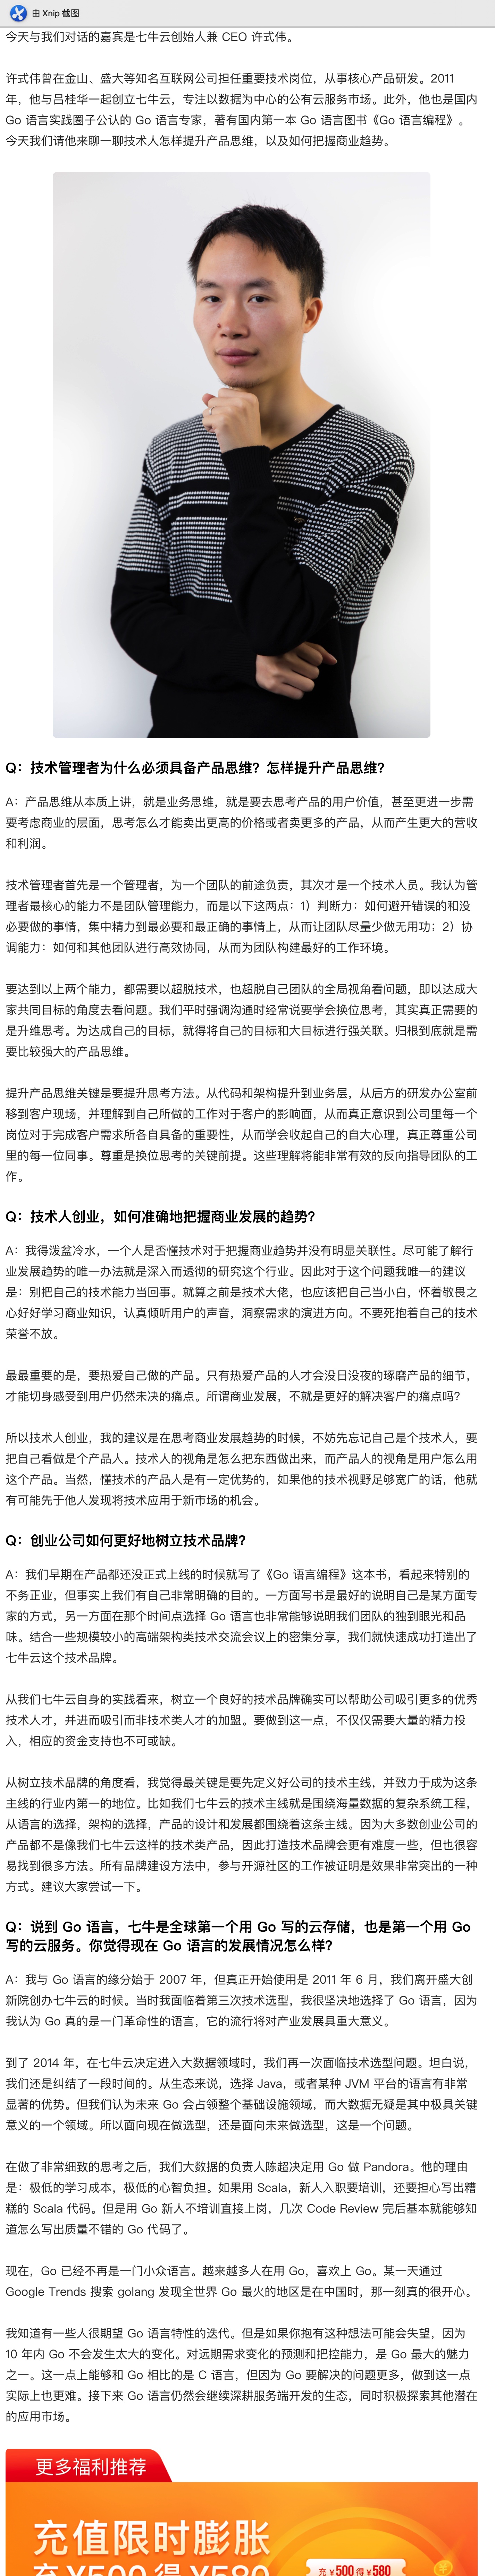 由 Xnip 截图
今天与我们对话的嘉宾是七牛云创始人兼 CEO 许式伟。
许式伟曾在金山、盛大等知名互联网公司担任重要技术岗位，从事核心产品研发。2011
年，他与吕桂华一起创立七牛云，专注以数据为中心的公有云服务市场。此外，他也是国内
Go 语言实践圈子公认的 Go 语言专家，著有国内第一本 Go 语言图书《Go 语言编程》。
今天我们请他来聊一聊技术人怎样提升产品思维，以及如何把握商业趋势。
Q：技术管理者为什么必须具备产品思维？怎样提升产品思维？
A：产品思维从本质上讲，就是业务思维，就是要去思考产品的用户价值，甚至更进一步需
要考虑商业的层面，思考怎么才能卖出更高的价格或者卖更多的产品，从而产生更大的营收
和利润。
技术管理者首先是一个管理者，为一个团队的前途负责，其次才是一个技术人员。我认为管
理者最核心的能力不是团队管理能力，而是以下这两点：1）判断力：如何避开错误的和没
必要做的事情，集中精力到最必要和最正确的事情上，从而让团队尽量少做无用功；2）协
调能力：如何和其他团队进行高效协同，从而为团队构建最好的工作环境。
要达到以上两个能力，都需要以超脱技术，也超脱自己团队的全局视角看问题，即以达成大
家共同目标的角度去看问题。我们平时强调沟通时经常说要学会换位思考，其实真正需要的
是升维思考。为达成自己的目标，就得将自己的目标和大目标进行强关联。归根到底就是需
要比较强大的产品思维。
提升产品思维关键是要提升思考方法。从代码和架构提升到业务层，从后方的研发办公室前
移到客户现场，并理解到自己所做的工作对于客户的影响面，从而真正意识到公司里每一个
岗位对于完成客户需求所各自具备的重要性，从而学会收起自己的自大心理，真正尊重公司
里的每一位同事。尊重是换位思考的关键前提。这些理解将能非常有效的反向指导团队的工
作。
Q：技术人创业，如何准确地把握商业发展的趋势？
A：我得泼盆冷水，一个人是否懂技术对于把握商业趋势并没有明显关联性。尽可能了解行
业发展趋势的唯一办法就是深入而透彻的研究这个行业。因此对于这个问题我唯一的建议
是：别把自己的技术能力当回事。就算之前是技术大佬，也应该把自己当小白，怀着敬畏之
心好好学习商业知识，认真倾听用户的声音，洞察需求的演进方向。不要死抱着自己的技术
荣誉不放。
最最重要的是，要热爱自己做的产品。只有热爱产品的人才会没日没夜的琢磨产品的细节，
才能切身感受到用户仍然未决的痛点。所谓商业发展，不就是更好的解决客户的痛点吗？
所以技术人创业，我的建议是在思考商业发展趋势的时候，不妨先忘记自己是个技术人，要
把自己看做是个产品人。技术人的视角是怎么把东西做出来，而产品人的视角是用户怎么用
这个产品。当然，懂技术的产品人是有一定优势的，如果他的技术视野足够宽广的话，他就
有可能先于他人发现将技术应用于新市场的机会。
Q：创业公司如何更好地树立技术品牌？
A：我们早期在产品都还没正式上线的时候就写了《Go 语言编程》这本书，看起来特别的
不务正业，但事实上我们有自己非常明确的目的。一方面写书是最好的说明自己是某方面专
家的方式，另一方面在那个时间点选择 Go 语言也非常能够说明我们团队的独到眼光和品
味。结合一些规模较小的高端架构类技术交流会议上的密集分享，我们就快速成功打造出了
七牛云这个技术品牌。
从我们七牛云自身的实践看来，树立一个良好的技术品牌确实可以帮助公司吸引更多的优秀
技术人才，并进而吸引而非技术类人才的加盟。要做到这一点，不仅仅需要大量的精力投
入，相应的资金支持也不可或缺。
从树立技术品牌的角度看，我觉得最关键是要先定义好公司的技术主线，并致力于成为这条
主线的行业内第一的地位。比如我们七牛云的技术主线就是围绕海量数据的复杂系统工程，
从语言的选择，架构的选择，产品的设计和发展都围绕着这条主线。因为大多数创业公司的
产品都不是像我们七牛云这样的技术类产品，因此打造技术品牌会更有难度一些，但也很容
易找到很多方法。所有品牌建设方法中，参与开源社区的工作被证明是效果非常突出的一种
方式。建议大家尝试一下。
Q：说到 Go 语言，七牛是全球第一个用 Go 写的云存储，也是第一个用 Go
写的云服务。你觉得现在 Go 语言的发展情况怎么样？
A：我与 Go 语言的缘分始于 2007 年，但真正开始使用是 2011 年 6 月，我们离开盛大创
新院创办七牛云的时候。当时我面临着第三次技术选型，我很坚决地选择了 Go 语言，因为
我认为 Go 真的是一门革命性的语言，它的流行将对产业发展具重大意义。
到了 2014 年，在七牛云决定进入大数据领域时，我们再一次面临技术选型问题。坦白说，
我们还是纠结了一段时间的。从生态来说，选择 Java，或者某种 JVM 平台的语言有非常
显著的优势。但我们认为未来 Go 会占领整个基础设施领域，而大数据无疑是其中极具关键
意义的一个领域。所以面向现在做选型，还是面向未来做选型，这是一个问题。
在做了非常细致的思考之后，我们大数据的负责人陈超决定用 Go 做 Pandora。他的理由
是：极低的学习成本，极低的心智负担。如果用 Scala，新人入职要培训，还要担心写出糟
糕的 Scala 代码。但是用 Go 新人不培训直接上岗，几次 Code Review 完后基本就能够知
道怎么写出质量不错的 Go 代码了。
现在，Go 已经不再是一门小众语言。越来越多人在用 Go，喜欢上 Go。某一天通过
Google Trends 搜索 golang 发现全世界 Go 最火的地区是在中国时，那一刻真的很开心。
我知道有一些人很期望 Go 语言特性的迭代。但是如果你抱有这种想法可能会失望，因为
10 年内 Go 不会发生太大的变化。对远期需求变化的预测和把控能力，是 Go 最大的魅力
之一。这一点上能够和 Go 相比的是 C 语言，但因为 Go 要解决的问题更多，做到这一点
实际上也更难。接下来 Go 语言仍然会继续深耕服务端开发的生态，同时积极探索其他潜在
的应用市场。
更多福利推荐
充值限时膨胀
充 ¥500 得 ¥580
充 ¥500 得 ¥580